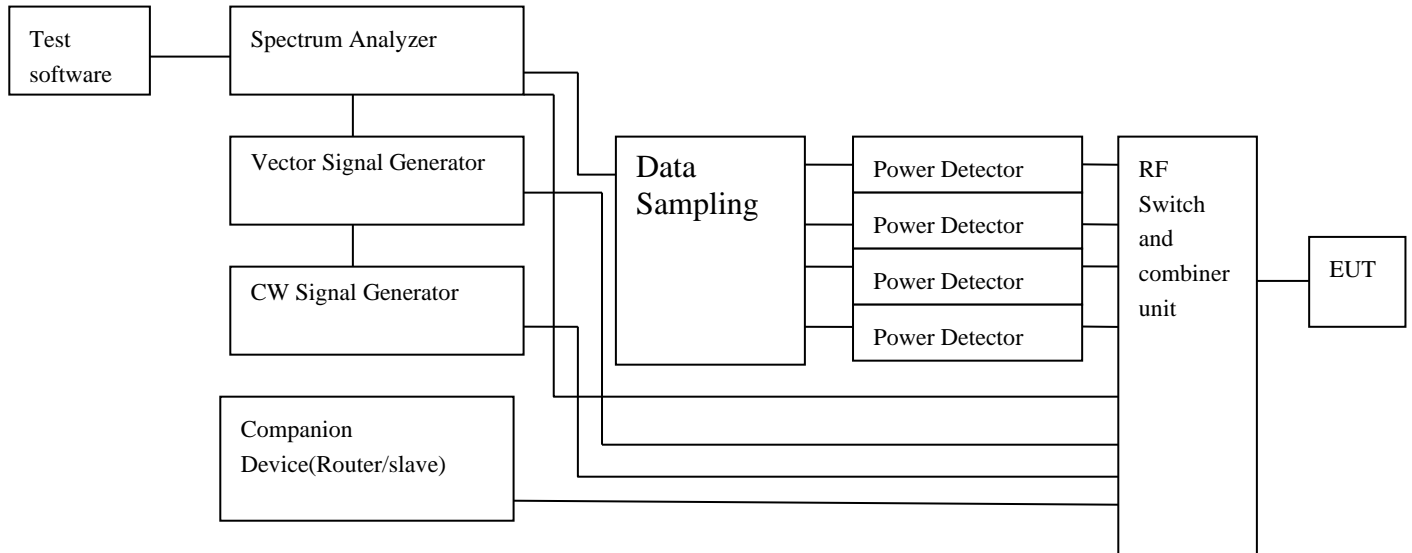 Test
software
Spectrum Analyzer
Vector Signal Generator
CW Signal Generator
Companion
Device(Router/slave)
Data
Sampling
Power Detector
Power Detector
Power Detector
Power Detector
RF
Switch
and
combiner
unit
EUT